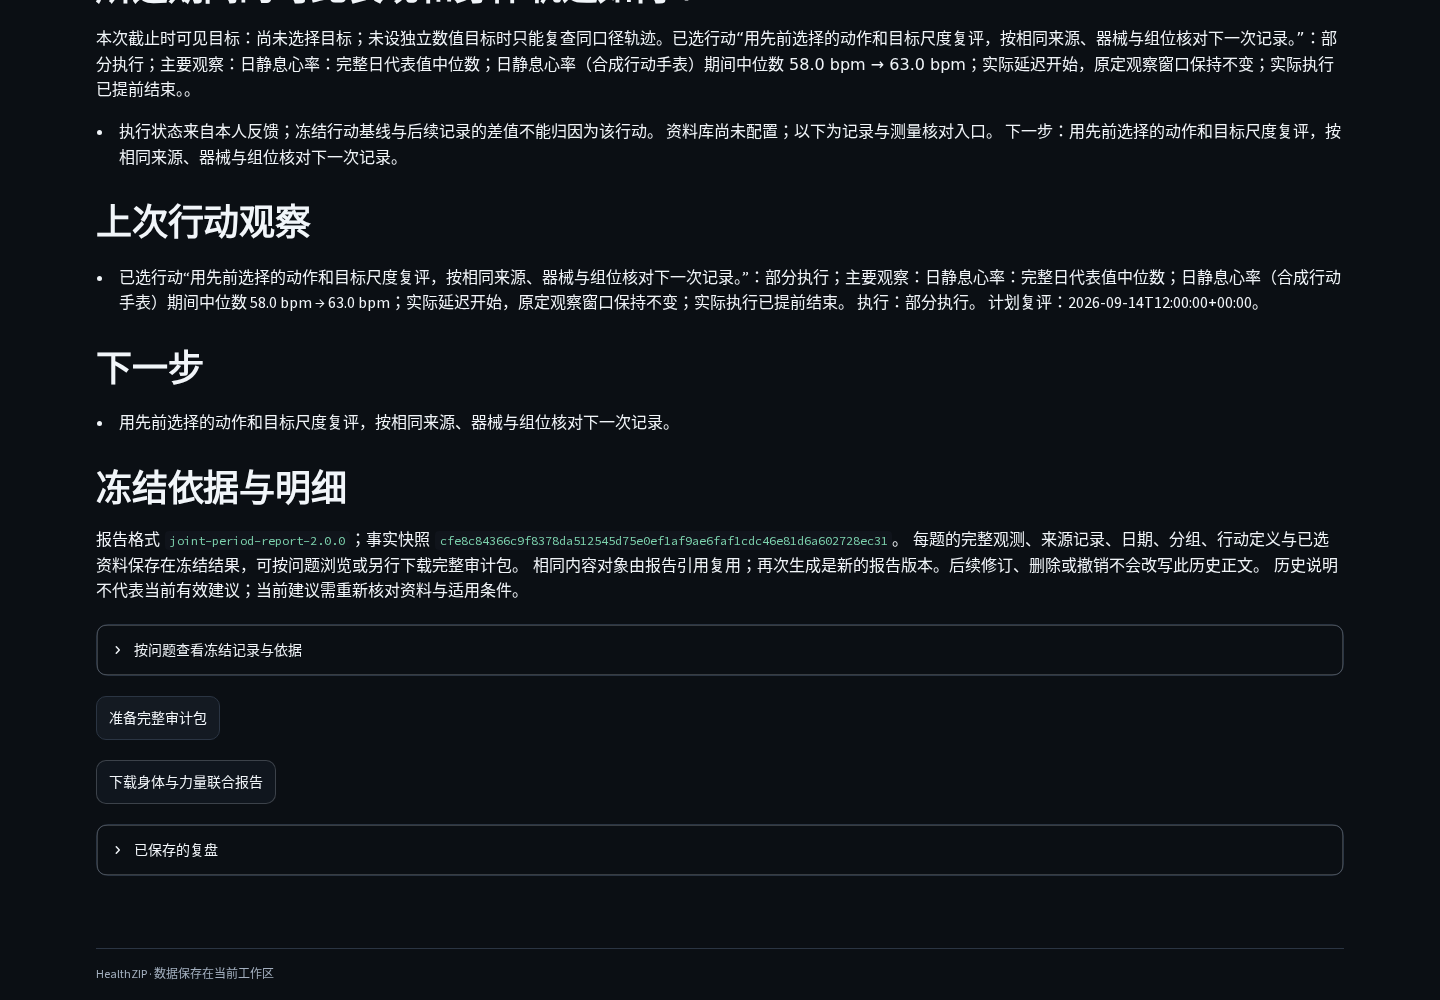 本次截止时可见目标：尚未选择目标；未设独立数值目标时只能复查同口径轨迹。已选行动“用先前选择的动作和目标尺度复评，按相同来源、器械与组位核对下一次记录。”：部
分执行；主要观察：日静息心率：完整日代表值中位数；日静息心率（合成行动手表）期间中位数 58.0 bpm → 63.0 bpm；实际延迟开始，原定观察窗口保持不变；实际执行
已提前结束。。
• 执行状态来自本人反馈；冻结行动基线与后续记录的差值不能归因为该行动。 资料库尚未配置；以下为记录与测量核对入口。 下一步：用先前选择的动作和目标尺度复评，按
相同来源、器械与组位核对下一次记录。
上次行动观察
• 已选行动“用先前选择的动作和目标尺度复评，按相同来源、器械与组位核对下一次记录。”：部分执行；主要观察：日静息心率：完整日代表值中位数；日静息心率（合成行动
手表）期间中位数 58.0 bpm → 63.0 bpm；实际延迟开始，原定观察窗口保持不变；实际执行已提前结束。 执行：部分执行。 计划复评：2026-09-14T12:00:00+00:00。
下一步
• 用先前选择的动作和目标尺度复评，按相同来源、器械与组位核对下一次记录。
冻结依据与明细
报告格式 joint-period-report-2.0.0 ；事实快照 cfe8c84366c9f8378da512545d75e0ef1af9ae6faf1cdc46e81d6a602728ec31 。 每题的完整观测、来源记录、日期、分组、行动定义与已选
资料保存在冻结结果，可按问题浏览或另行下载完整审计包。 相同内容对象由报告引用复用；再次生成是新的报告版本。后续修订、删除或撤销不会改写此历史正文。 历史说明
不代表当前有效建议；当前建议需重新核对资料与适用条件。
按问题查看冻结记录与依据
准备完整审计包
下载身体与力量联合报告
已保存的复盘
HealthZIP · 数据保存在当前工作区